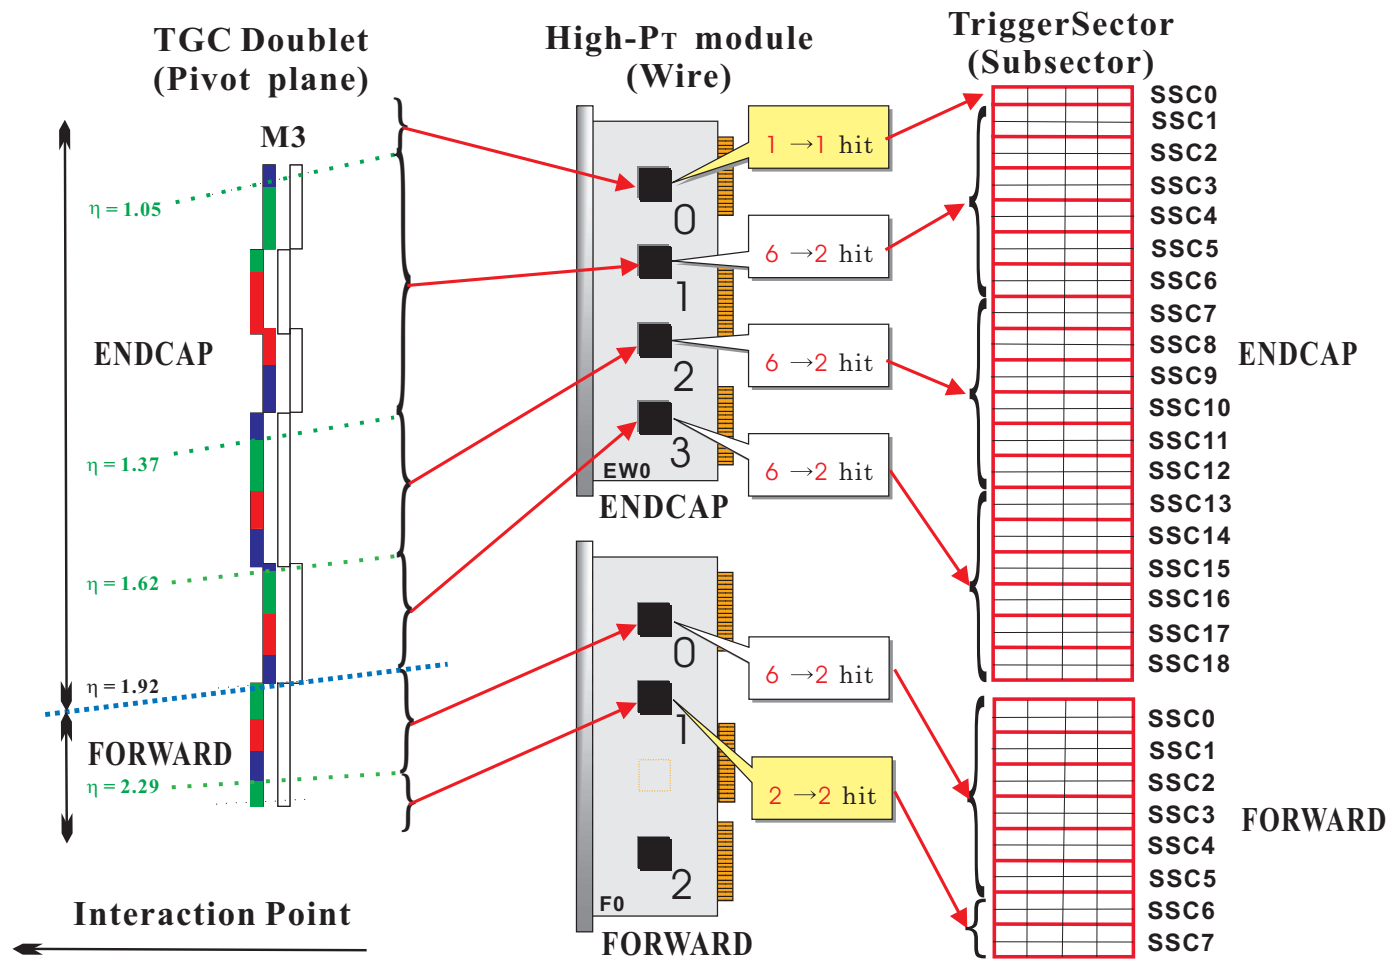 TGC Doublet
(Pivot plane)
M3
η = 1.05
ENDCAP
η = 1.37
η = 1.62
η = 1.92
FORWARD
η = 2.29
Interaction Point
High-PT module
(Wire)
0
1
2
3
EW0
ENDCAP
0
1
2
F0
FORWARD
1 →1 hit
6 →2 hit
6 →2 hit
6 →2 hit
6 →2 hit
2 →2 hit
TriggerSector
(Subsector)
SSC0
SSC1
SSC2
SSC3
SSC4
SSC5
SSC6
SSC7
SSC8
SSC9
SSC10
SSC11
SSC12
SSC13
SSC14
SSC15
SSC16
SSC17
SSC18
ENDCAP
SSC0
SSC1
SSC2
SSC3
SSC4
SSC5
SSC6
SSC7
FORWARD